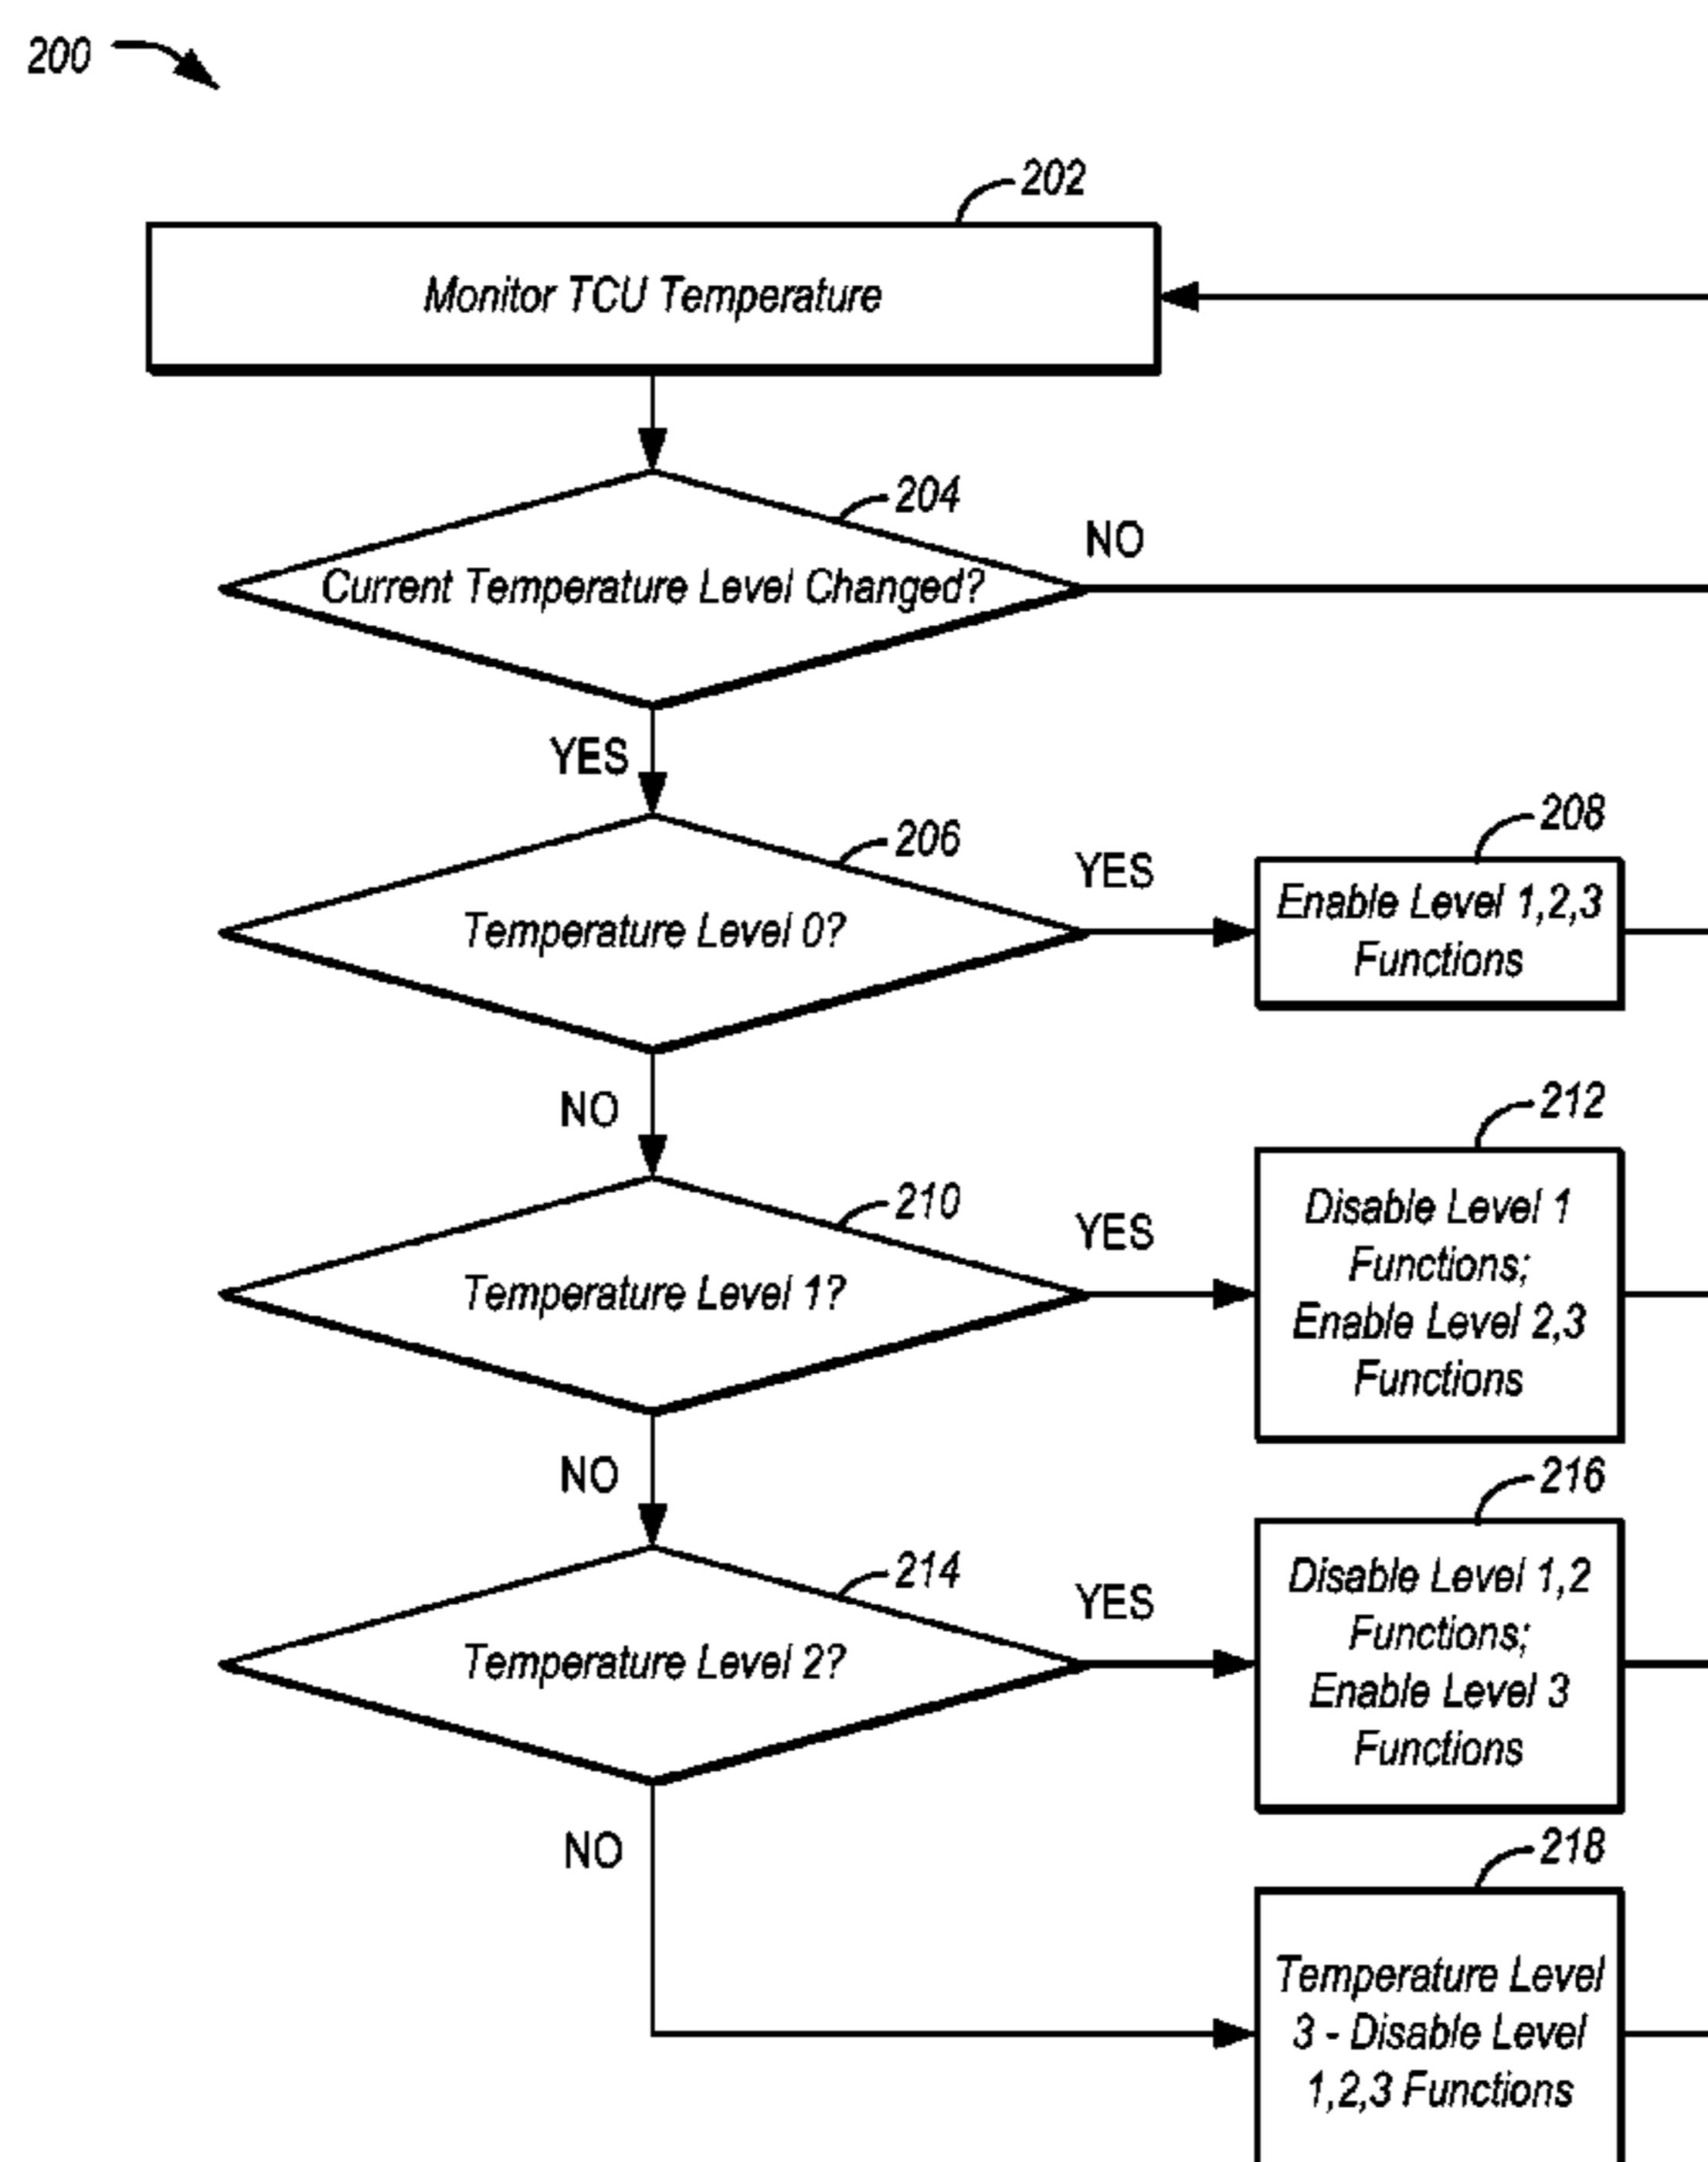 200
202
Monitor TCU Temperature
204
NO
Current Temperature Level Changed?
YES
206
YES
208
Temperature Level 0?
Enable Level 1,2,3
Functions
NO
210
YES
212
Temperature Level 1?
Disable Level 1
Functions;
Enable Level 2,3
Functions
NO
214
YES
216
Temperature Level 2?
Disable Level 1,2
Functions;
Enable Level 3
Functions
NO
218
Temperature Level
3 - Disable Level
1,2,3 Functions